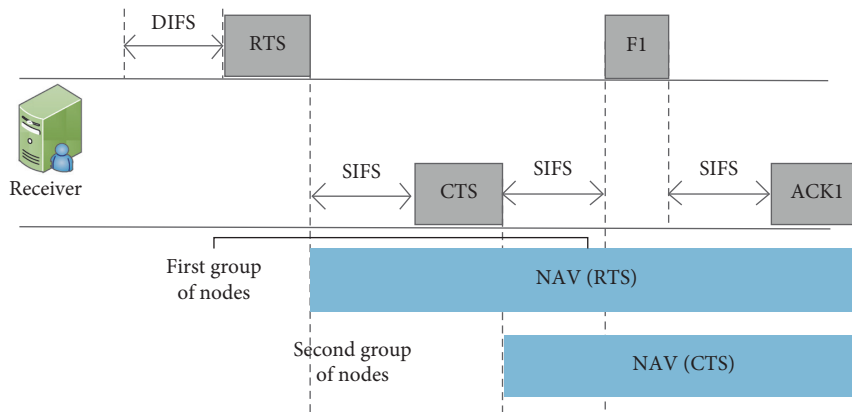 DIFS
RTS
F1
SIFS
CTS
SIFS
SIFS
ACK1
Receiver
First group
of nodes
NAV (RTS)
Second group
of nodes
NAV (CTS)